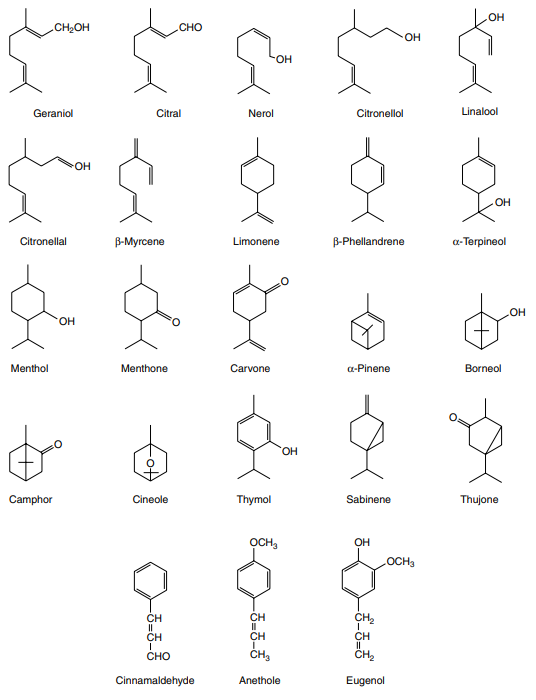 CH2OH CHO OH OH OH
Geraniol Citral Nerol Citronellol Linalool
OH OH
Citronellal β-Myrcene Limonene β-Phellandrene α-Terpineol
OH O O OH
Menthol Menthone Carvone α-Pinene Borneol
O O OH O
Camphor Cineole Thymol Sabinene Thujone
OCH3 OH
OCH3
CH CH CH2
CH CH CH
CHO CH3 CH2
Cinnamaldehyde Anethole Eugenol